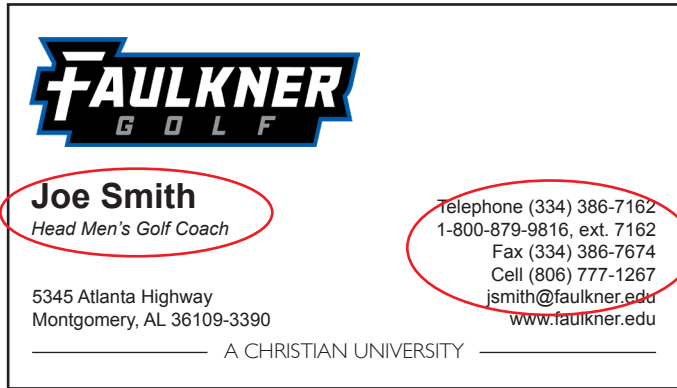 FAULKNER
GOLF
Joe Smith
Head Men's Golf Coach
5345 Atlanta Highway
Montgomery, AL 36109-3390
Telephone (334) 386-7162
1-800-879-9816, ext. 7162
Fax (334) 386-7674
Cell (806) 777-1267
jsmith@faulkner.edu
www.faulkner.edu
A CHRISTIAN UNIVERSITY